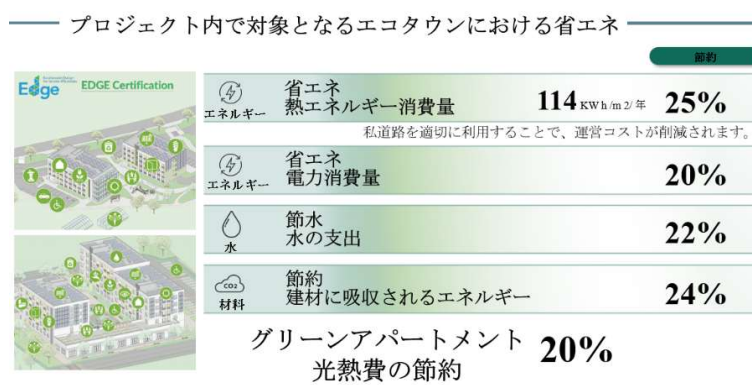 プロジェクト内で対象となるエコタウンにおける省エネ
節約
Edge
EDGE Certification
エネルギー
省エネ
熱エネルギー消費量
114 KWh/m2/年
25%
私道路を適切に利用することで、運営コストが削減されます。
エネルギー
省エネ
電力消費量
20%
水
節水
水の支出
22%
CO2
材料
節約
建材に吸収されるエネルギー
24%
グリーンアパートメント
光熱費の節約
20%